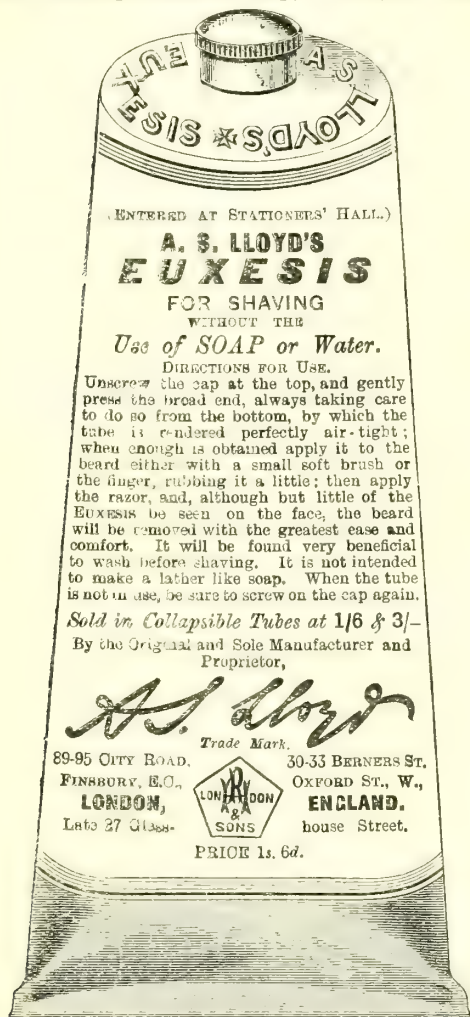 A. S. LLOYD'S EUXESIS
(ENTERED AT STATIONERS' HALL.)
A. S. LLOYD'S
EUXESIS
FOR SHAVING
WITHOUT THE
Use of SOAP or Water.
DIRECTIONS FOR USE.
Unscrew the cap at the top, and gently
press the broad end, always taking care
to do so from the bottom, by which the
tube is rendered perfectly air-tight;
when enough is obtained apply it to the
beard either with a small soft brush or
the finger, rubbing it a little; then apply
the razor, and, although but little of the
EUXESIS be seen on the face, the beard
will be removed with the greatest ease and
comfort. It will be found very beneficial
to wash before shaving. It is not intended
to make a lather like soap. When the tube
is not in use, be sure to screw on the cap again.
Sold in Collapsible Tubes at 1/6 & 3/-
By the Original and Sole Manufacturer and
Proprietor,
A.S. Lloyd
Trade Mark.
89-95 CITY ROAD, 30-33 BERNERS ST.
FINSBURY, E.C., OXFORD ST., W.,
LONDON, ENGLAND.
LONDON
& SONS
Late 27 Glass- house Street.
PRICE 1s. 6d.